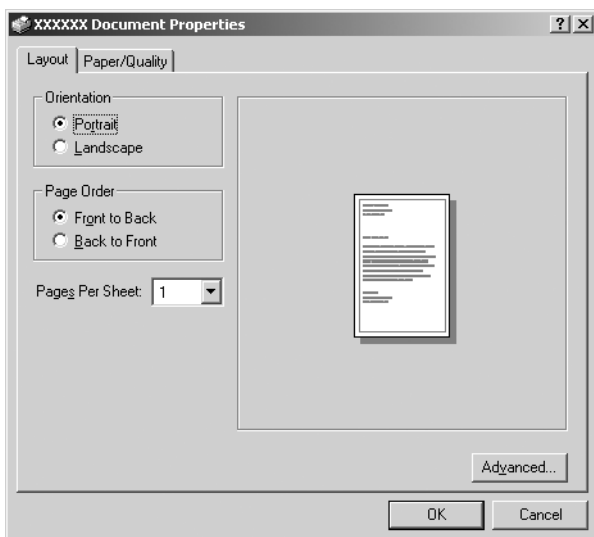 XXXXXX Document Properties
Layout
Paper/Quality
Orientation
Portrait
Landscape
Page Order
Front to Back
Back to Front
Pages Per Sheet: 1
Advanced...
OK
Cancel